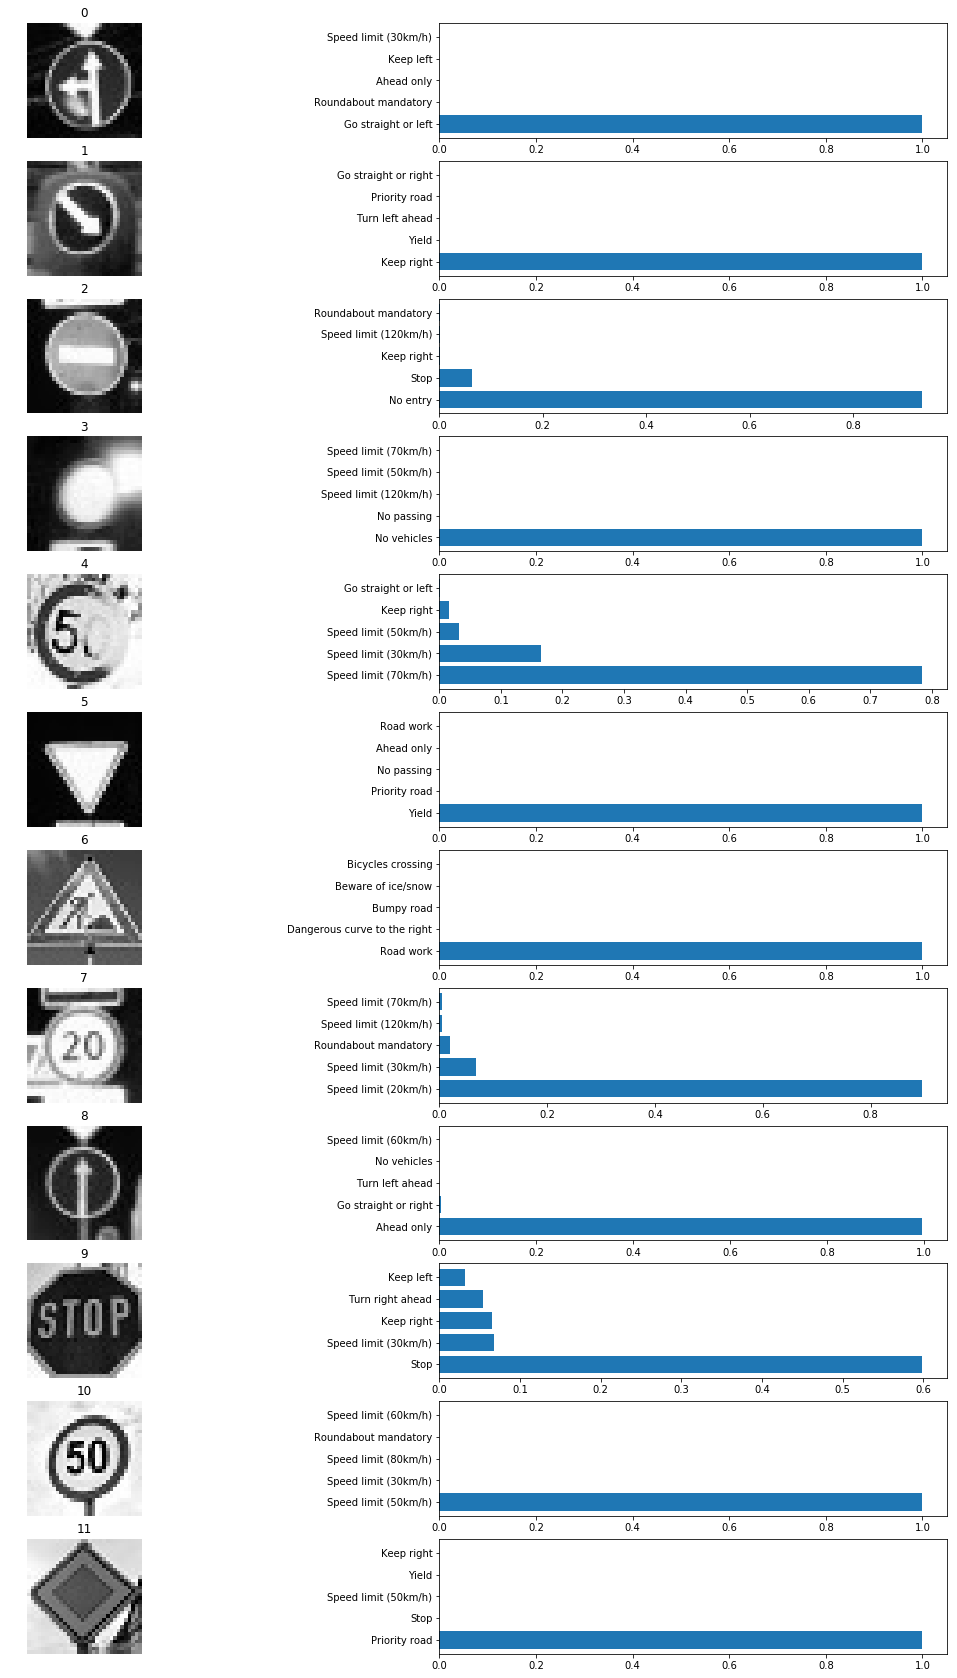 0
Speed limit (30km/h)
Keep left
Ahead only
Roundabout mandatory
Go straight or left
0.0 0.2 0.4 0.6 0.8 1.0
1
Go straight or right
Priority road
Turn left ahead
Yield
Keep right
0.0 0.2 0.4 0.6 0.8 1.0
2
Roundabout mandatory
Speed limit (120km/h)
Keep right
Stop
No entry
0.0 0.2 0.4 0.6 0.8
3
Speed limit (70km/h)
Speed limit (50km/h)
Speed limit (120km/h)
No passing
No vehicles
0.0 0.2 0.4 0.6 0.8 1.0
4
5
Go straight or left
Keep right
Speed limit (50km/h)
Speed limit (30km/h)
Speed limit (70km/h)
0.0 0.1 0.2 0.3 0.4 0.5 0.6 0.7 0.8
5
Road work
Ahead only
No passing
Priority road
Yield
0.0 0.2 0.4 0.6 0.8 1.0
6
Bicycles crossing
Beware of ice/snow
Bumpy road
Dangerous curve to the right
Road work
0.0 0.2 0.4 0.6 0.8 1.0
7
20
Speed limit (70km/h)
Speed limit (120km/h)
Roundabout mandatory
Speed limit (30km/h)
Speed limit (20km/h)
0.0 0.2 0.4 0.6 0.8
8
Speed limit (60km/h)
No vehicles
Turn left ahead
Go straight or right
Ahead only
0.0 0.2 0.4 0.6 0.8 1.0
9
STOP
Keep left
Turn right ahead
Keep right
Speed limit (30km/h)
Stop
0.0 0.1 0.2 0.3 0.4 0.5 0.6
10
50
Speed limit (60km/h)
Roundabout mandatory
Speed limit (80km/h)
Speed limit (30km/h)
Speed limit (50km/h)
0.0 0.2 0.4 0.6 0.8 1.0
11
Keep right
Yield
Speed limit (50km/h)
Stop
Priority road
0.0 0.2 0.4 0.6 0.8 1.0